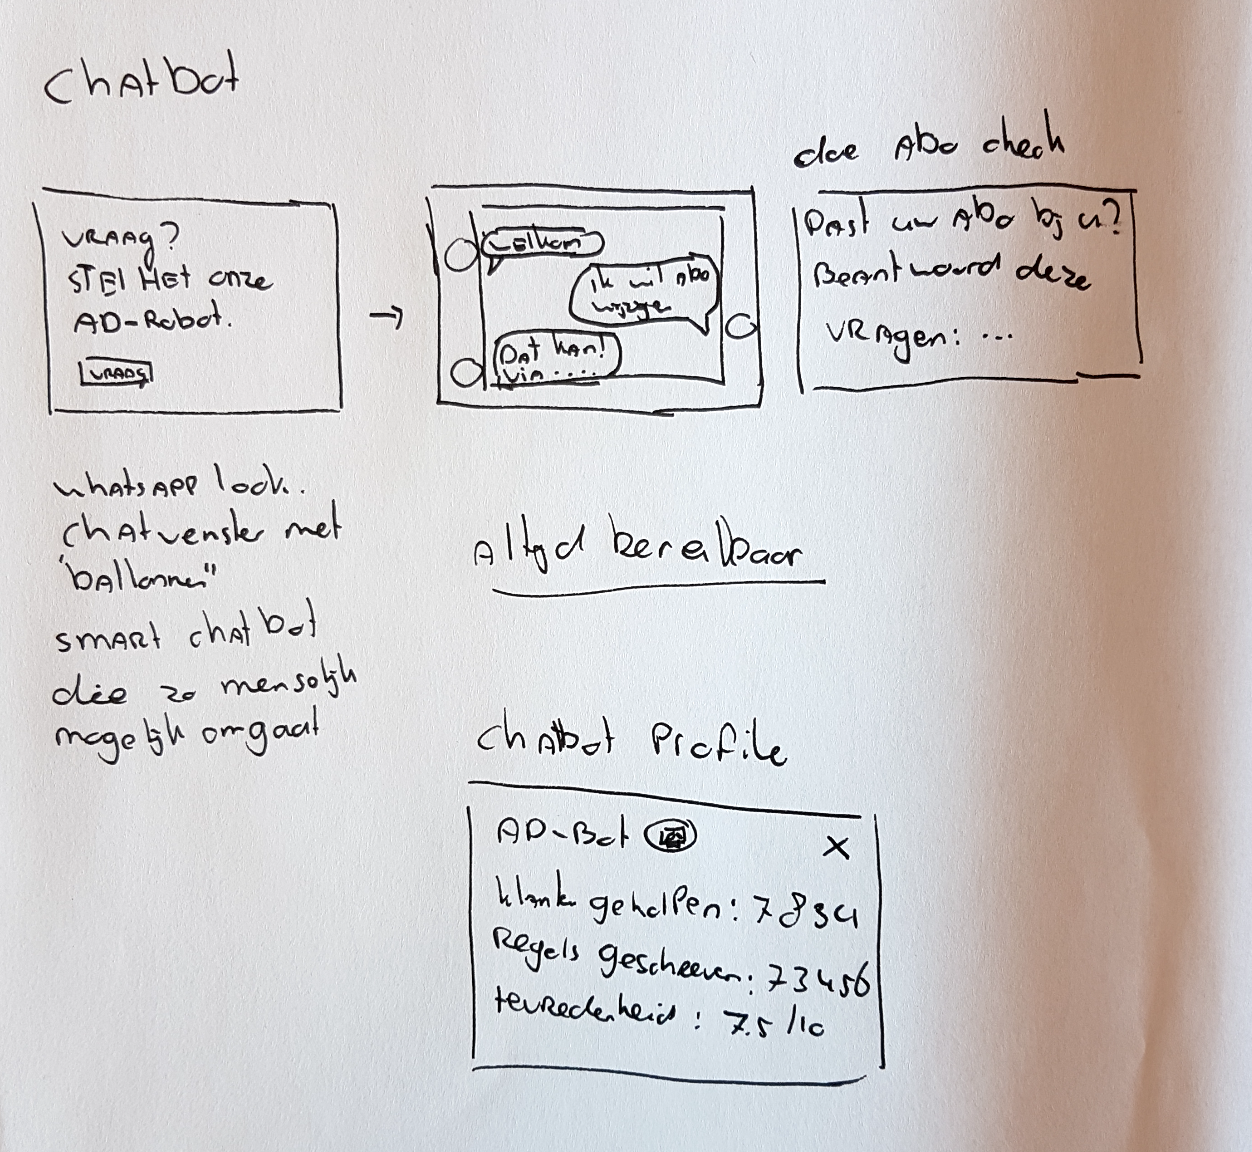 Chatbot
VRAAg?
STEl HEt onze
AD-Robot.
VRAAG
→
welkom
ik wil Abo
wijzige
DAt kAn!
via ....
doe Abo check
PAst uw Abo bij u?
BeAntwoord deze
VRAgen: ...
whatsAPP look..
ChAtvenster met
"bAllonnen"
smARt chAtbot
die zo menselijk
mogelijk omgaat
Altijd bereikbaar
ChAtbot Profile
AD-Bot X
klanten geholPen: 7834
Regels geschreven: 73456
tevRedenheid: 7.5/10